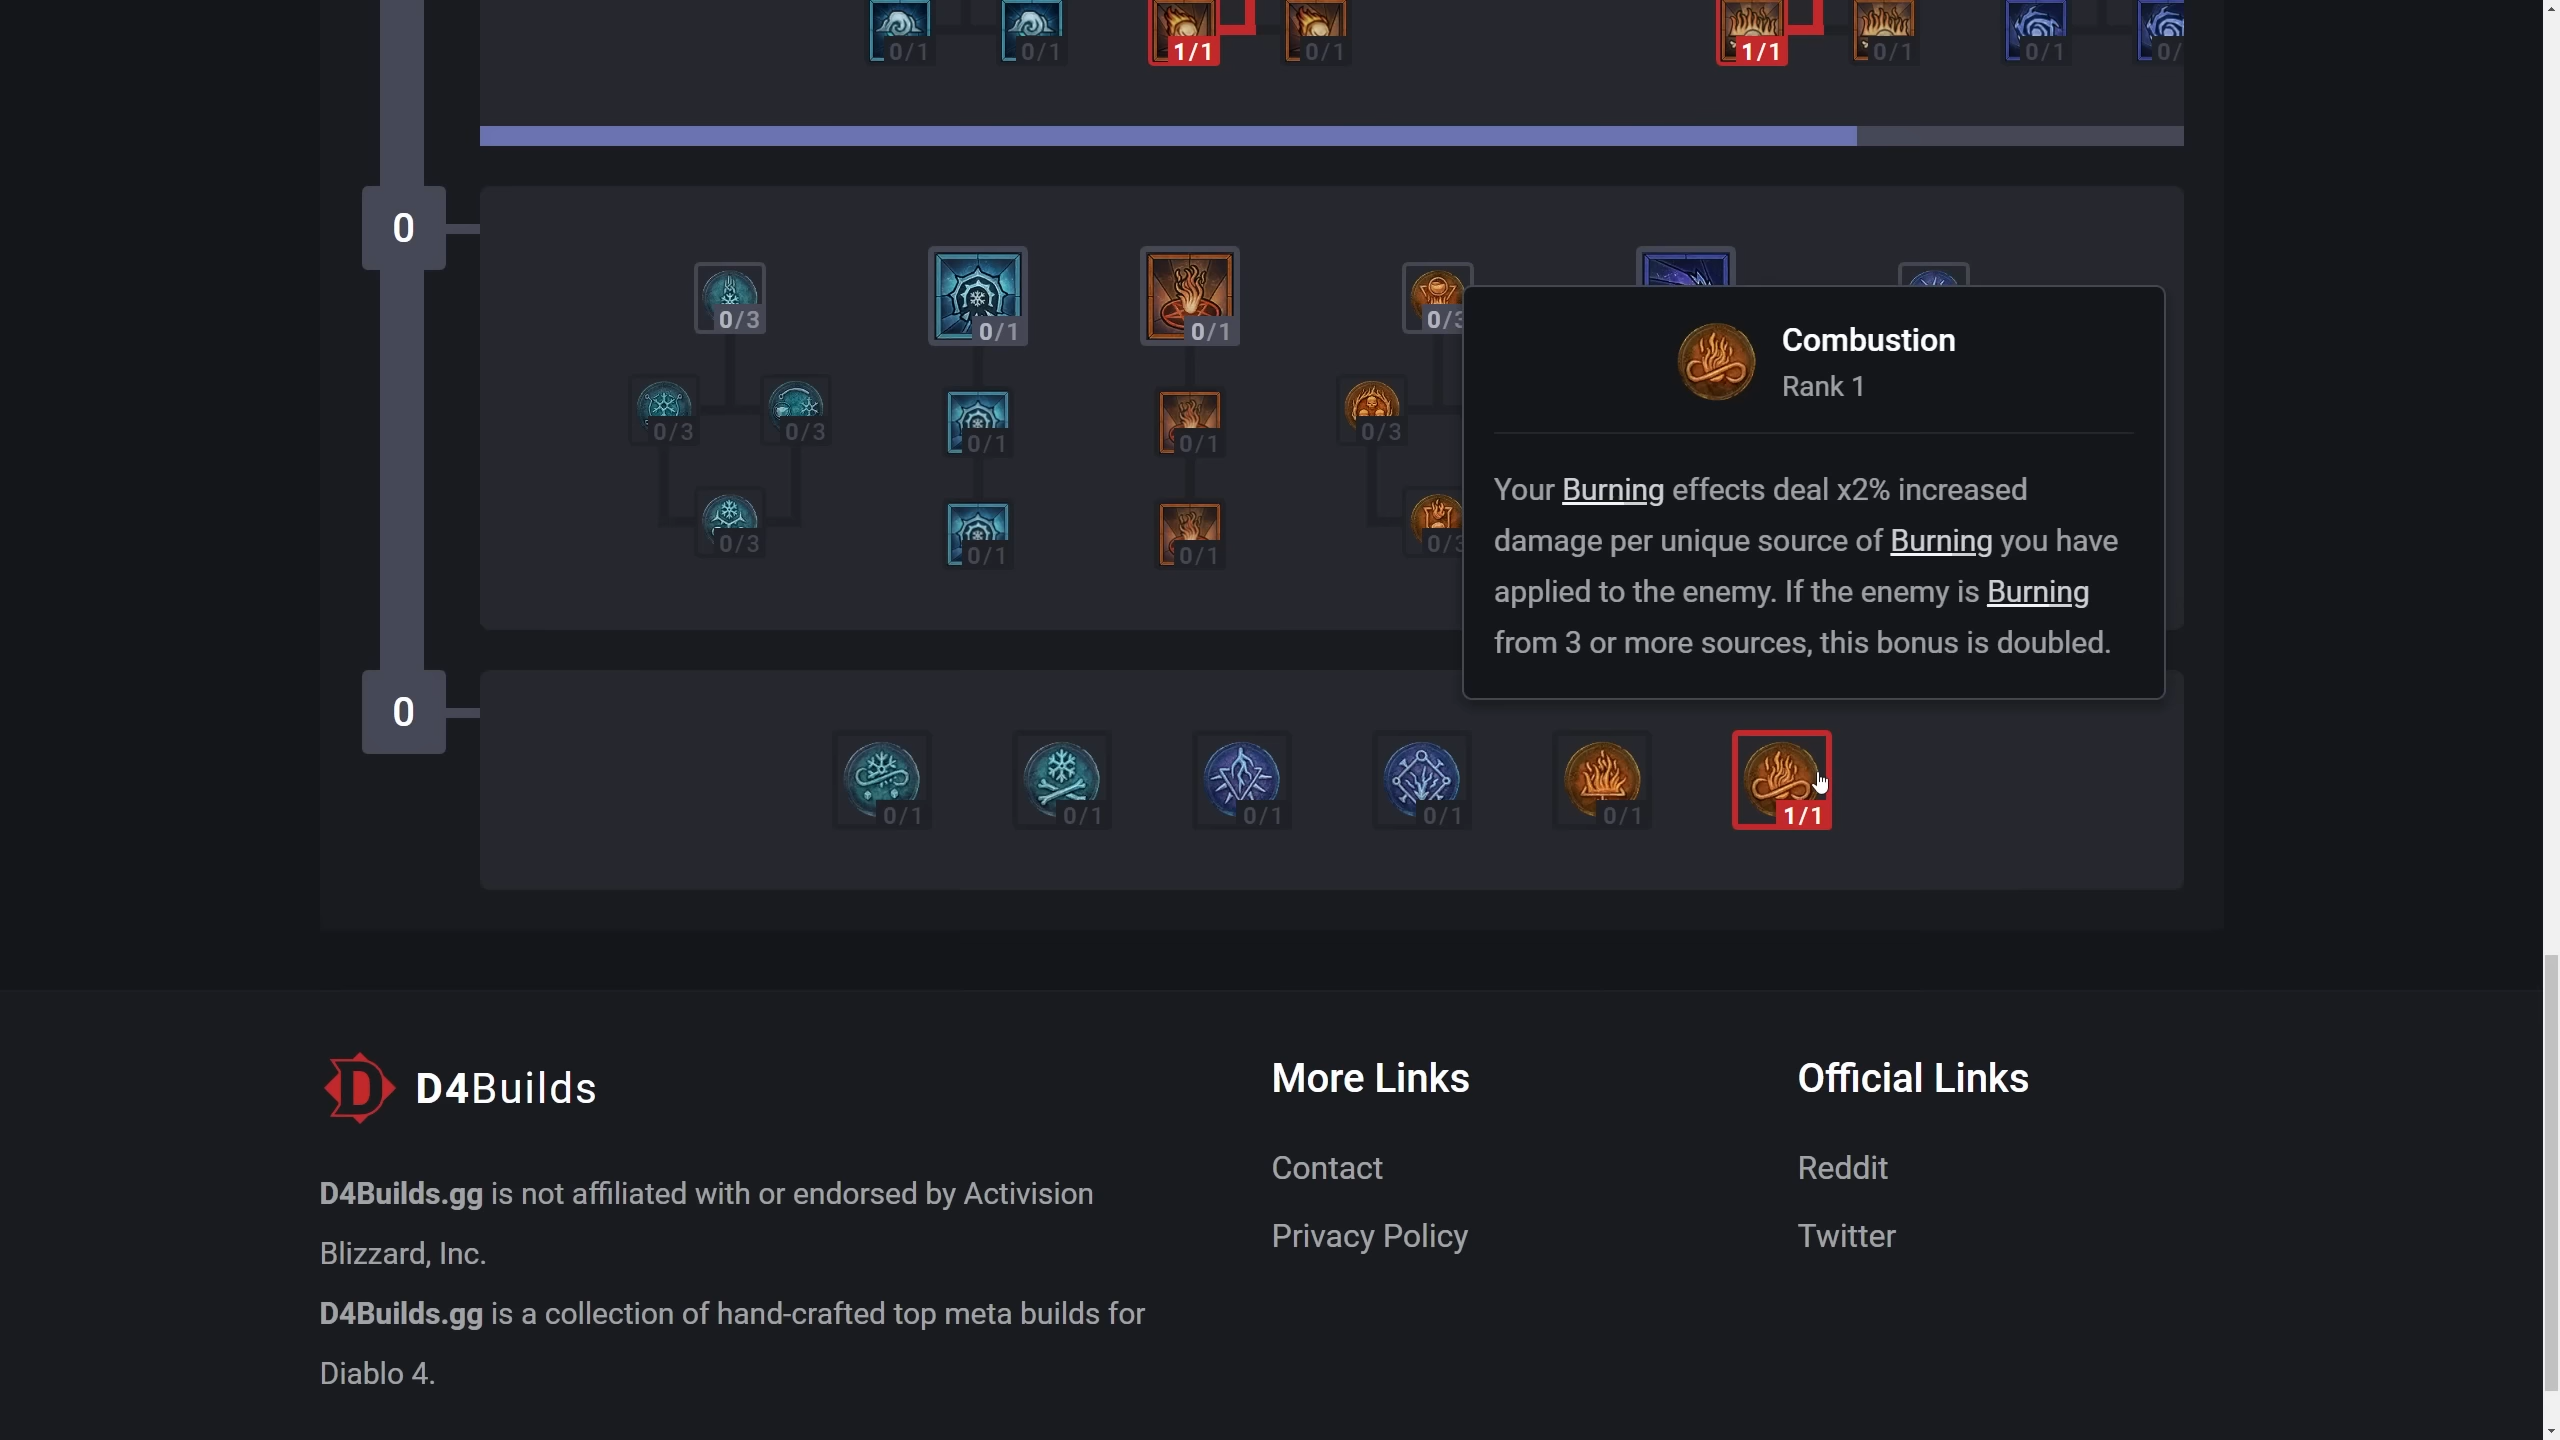 0/1 0/1 1/1 0/1 1/1 0/1 0/1 0/
0
0/3 0/1 0/1 0/3
Combustion
Rank 1
0/3 0/3 0/1 0/1 0/3
Your Burning effects deal x2% increased
damage per unique source of Burning you have
applied to the enemy. If the enemy is Burning
from 3 or more sources, this bonus is doubled.
0/3 0/1 0/1 0/3
0
0/1 0/1 0/1 0/1 0/1 1/1
D4Builds
D4Builds.gg is not affiliated with or endorsed by Activision
Blizzard, Inc.
D4Builds.gg is a collection of hand-crafted top meta builds for
Diablo 4.
More Links
Contact
Privacy Policy
Official Links
Reddit
Twitter